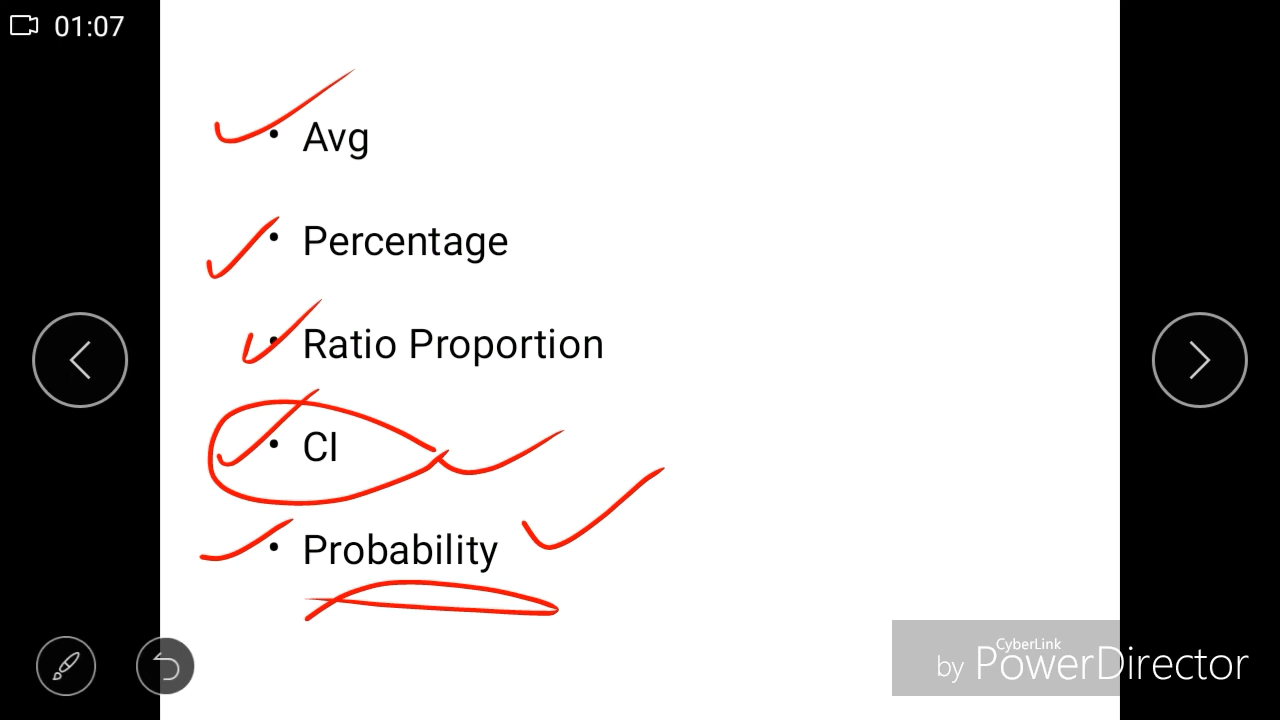 01:07
• Avg
• Percentage
• Ratio Proportion
• CI
• Probability
CyberLink
by PowerDirector